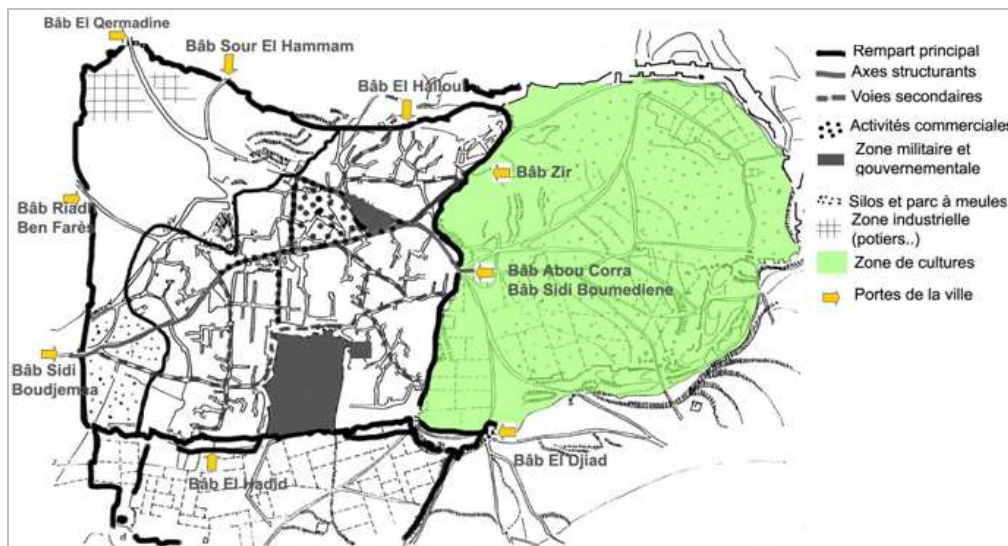 Bâb El Qermadine
Bâb Sour El Hammam
Bâb El Halloui
Bâb Zir
Bâb Riadh
Ben Farès
Bâb Abou Corra
Bâb Sidi Boumediene
Bâb Sidi
Boudjemaa
Bâb El Djiad
Bâb El Hadid
Rempart principal
Axes structurants
Voies secondaires
Activités commerciales
Zone militaire et
gouvernementale
Silos et parc à meules
Zone industrielle
(potiers..)
Zone de cultures
Portes de la ville